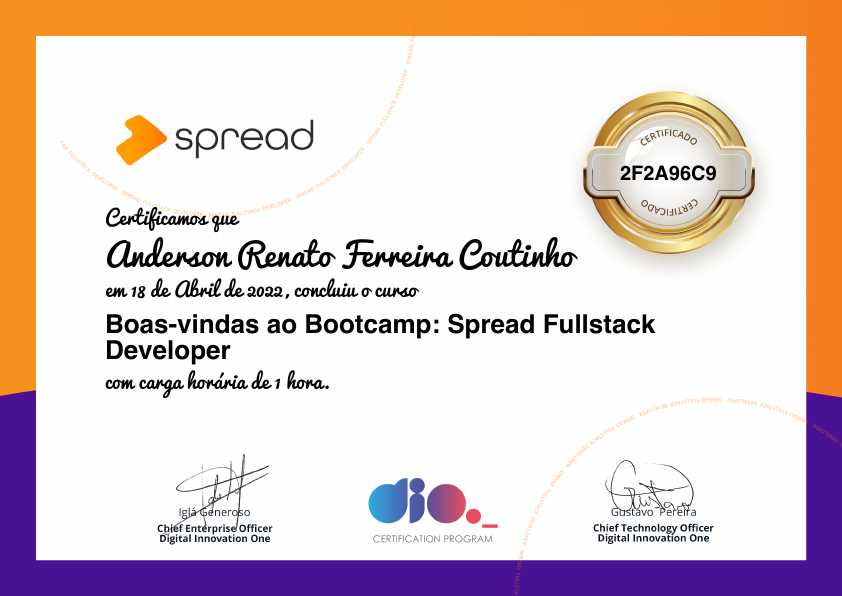 spread
CERTIFICADO
2F2A96C9
CERTIFICADO
Certificamos que
Anderson Renato Ferreira Coutinho
em 18 de Abril de 2022, concluiu o curso
Boas-vindas ao Bootcamp: Spread Fullstack
Developer
com carga horária de 1 hora.
Iglá Generoso
Chief Enterprise Officer
Digital Innovation One
dio._
CERTIFICATION PROGRAM
Gustavo Pereira
Chief Technology Officer
Digital Innovation One